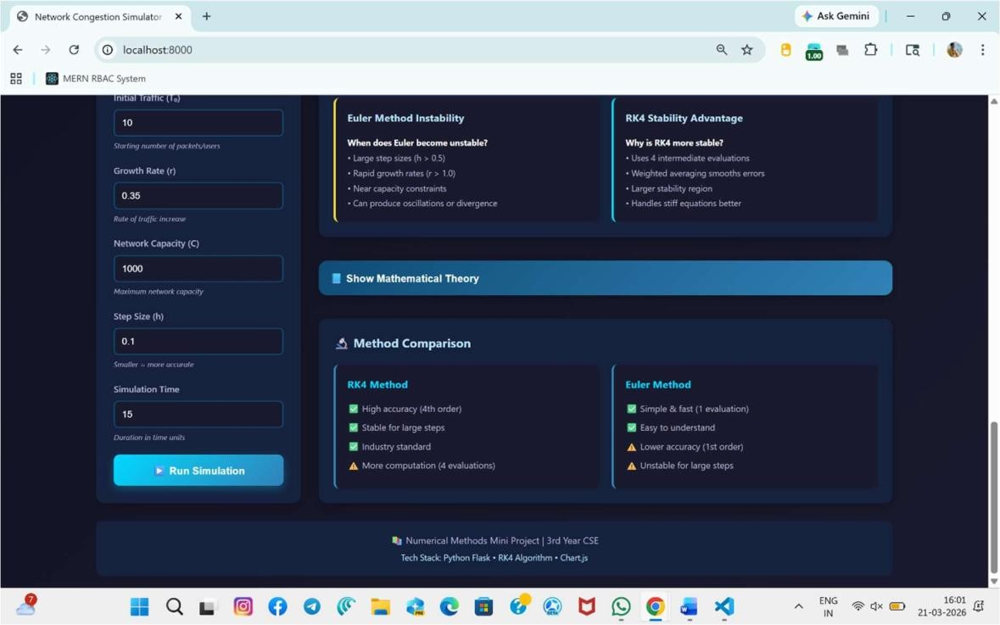 Network Congestion Simulator
Ask Gemini
localhost:8000
1.00
MERN RBAC System
Initial Traffic (T₀)
10
Starting number of packets/users
Growth Rate (r)
0.35
Rate of traffic increase
Network Capacity (C)
1000
Maximum network capacity
Step Size (h)
0.1
Smaller = more accurate
Simulation Time
15
Duration in time units
Run Simulation
Euler Method Instability
When does Euler become unstable?
• Large step sizes (h > 0.5)
• Rapid growth rates (r > 1.0)
• Near capacity constraints
• Can produce oscillations or divergence
RK4 Stability Advantage
Why is RK4 more stable?
• Uses 4 intermediate evaluations
• Weighted averaging smooths errors
• Larger stability region
• Handles stiff equations better
Show Mathematical Theory
Method Comparison
RK4 Method
High accuracy (4th order)
Stable for large steps
Industry standard
More computation (4 evaluations)
Euler Method
Simple & fast (1 evaluation)
Easy to understand
Lower accuracy (1st order)
Unstable for large steps
Numerical Methods Mini Project | 3rd Year CSE
Tech Stack: Python Flask • RK4 Algorithm • Chart.js
7
PRE
BETA
ENG
IN
16:01
21-03-2026